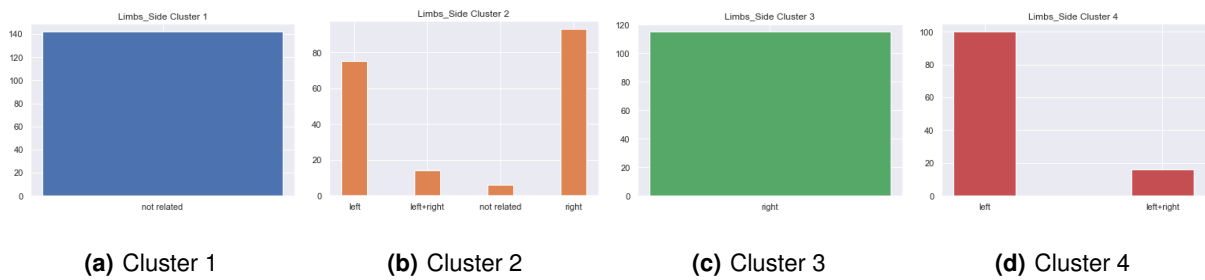 Limbs_Side Cluster 1
140
120
100
80
60
40
20
0
not related
(a) Cluster 1
Limbs_Side Cluster 2
80
60
40
20
0
left
left+right
not related
right
(b) Cluster 2
Limbs_Side Cluster 3
120
100
80
60
40
20
0
right
(c) Cluster 3
Limbs_Side Cluster 4
100
80
60
40
20
0
left
left+right
(d) Cluster 4